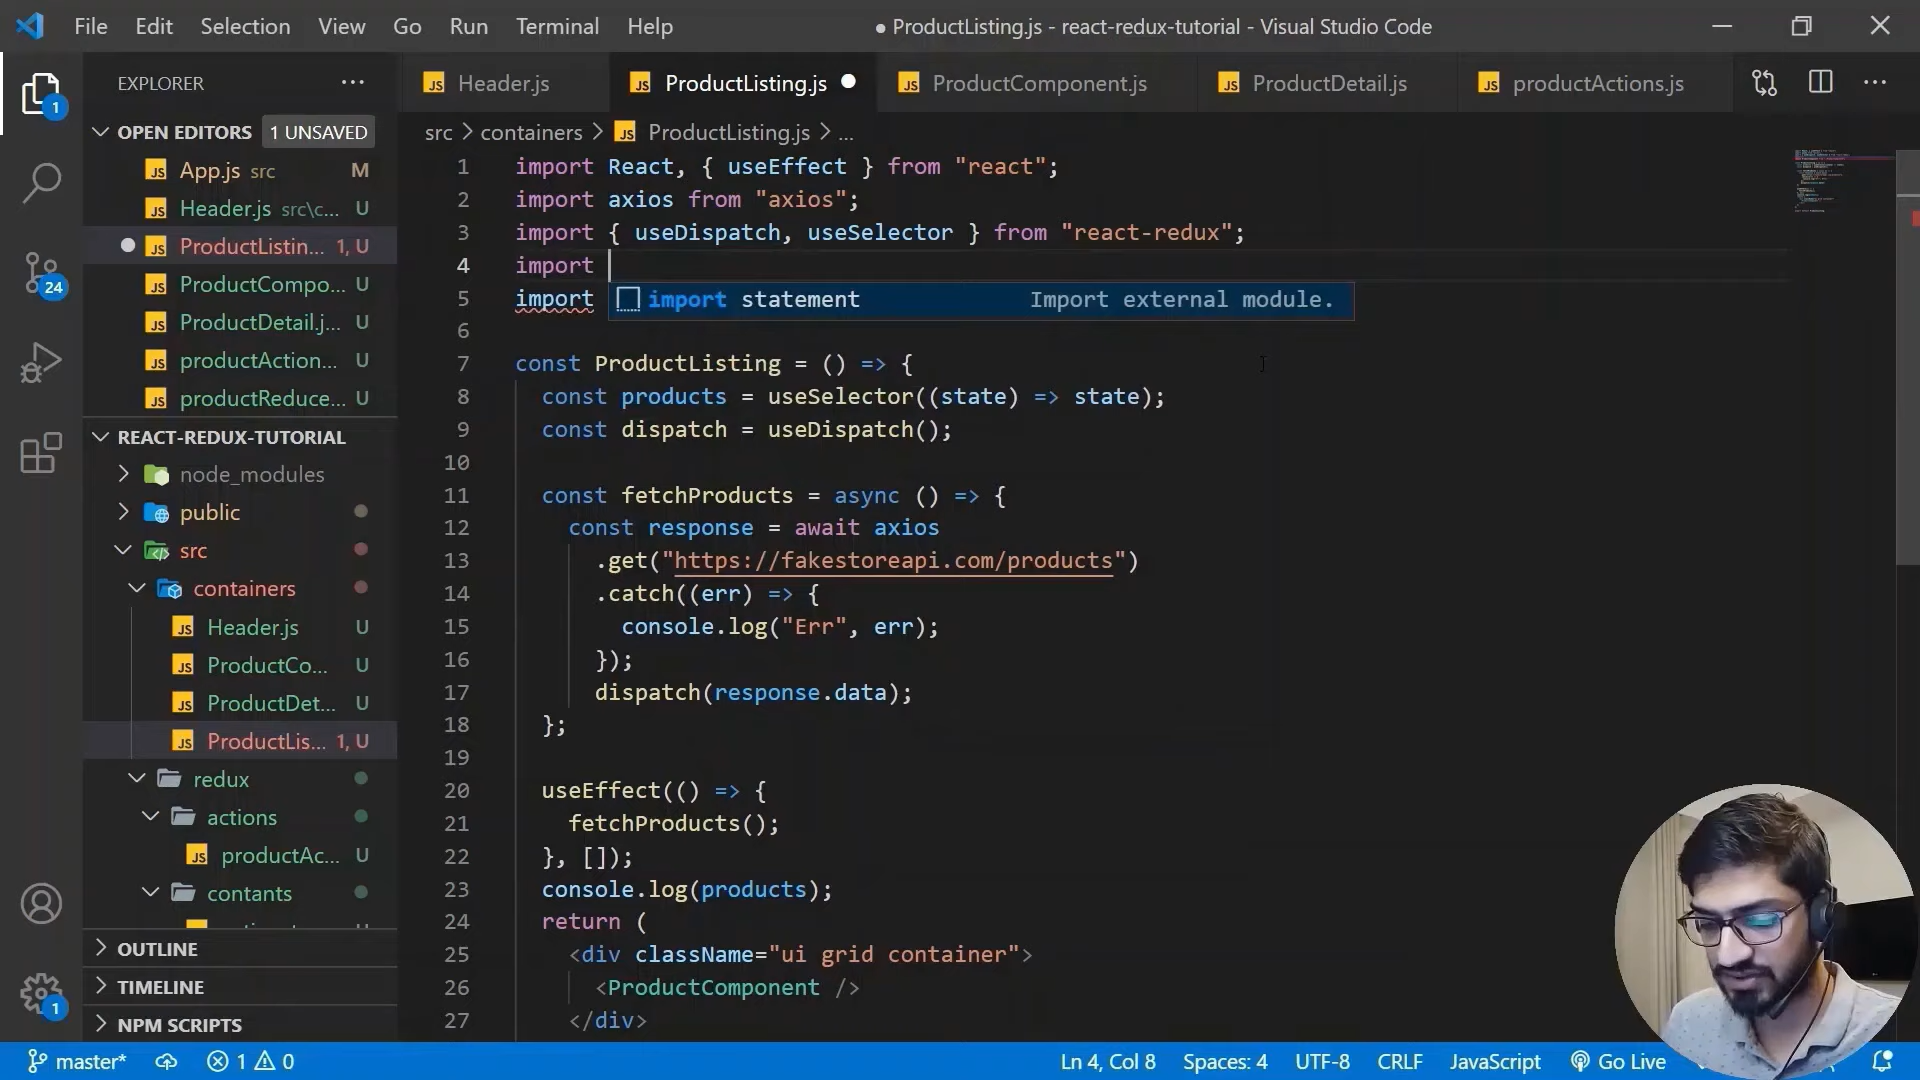 File Edit Selection View Go Run Terminal Help
● ProductListing.js - react-redux-tutorial - Visual Studio Code
EXPLORER ...
Header.js ProductListing.js ProductComponent.js ProductDetail.js productActions.js ...
OPEN EDITORS 1 UNSAVED
App.js src M
Header.js src\c... U
ProductListin... 1, U
ProductCompo... U
ProductDetail.j... U
productAction... U
productReduce... U
REACT-REDUX-TUTORIAL
node_modules
public
src
containers
Header.js U
ProductCo... U
ProductDet... U
ProductLis... 1, U
redux
actions
productAc... U
contants
OUTLINE
TIMELINE
NPM SCRIPTS
1
24
1
src > containers > ProductListing.js > ...
1 import React, { useEffect } from "react";
2 import axios from "axios";
3 import { useDispatch, useSelector } from "react-redux";
4 import
5 import
import statement Import external module.
6
7 const ProductListing = () => {
8 const products = useSelector((state) => state);
9 const dispatch = useDispatch();
10
11 const fetchProducts = async () => {
12 const response = await axios
13 .get("https://fakestoreapi.com/products")
14 .catch((err) => {
15 console.log("Err", err);
16 });
17 dispatch(response.data);
18 };
19
20 useEffect(() => {
21 fetchProducts();
22 }, []);
23 console.log(products);
24 return (
25 <div className="ui grid container">
26 <ProductComponent />
27 </div>
master* 1 0 Ln 4, Col 8 Spaces: 4 UTF-8 CRLF JavaScript Go Live